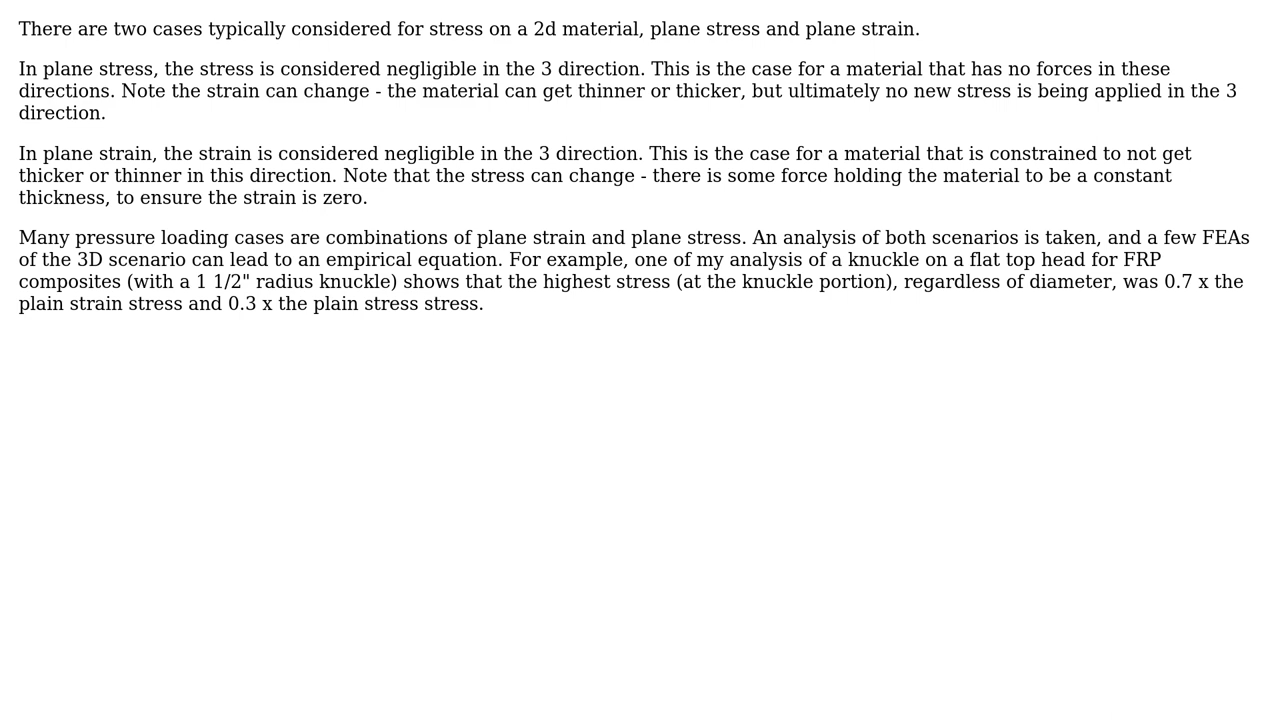 There are two cases typically considered for stress on a 2d material, plane stress and plane strain.
In plane stress, the stress is considered negligible in the 3 direction. This is the case for a material that has no forces in these
directions. Note the strain can change - the material can get thinner or thicker, but ultimately no new stress is being applied in the 3
direction.
In plane strain, the strain is considered negligible in the 3 direction. This is the case for a material that is constrained to not get
thicker or thinner in this direction. Note that the stress can change - there is some force holding the material to be a constant
thickness, to ensure the strain is zero.
Many pressure loading cases are combinations of plane strain and plane stress. An analysis of both scenarios is taken, and a few FEAs
of the 3D scenario can lead to an empirical equation. For example, one of my analysis of a knuckle on a flat top head for FRP
composites (with a 1 1/2" radius knuckle) shows that the highest stress (at the knuckle portion), regardless of diameter, was 0.7 x the
plain strain stress and 0.3 x the plain stress stress.